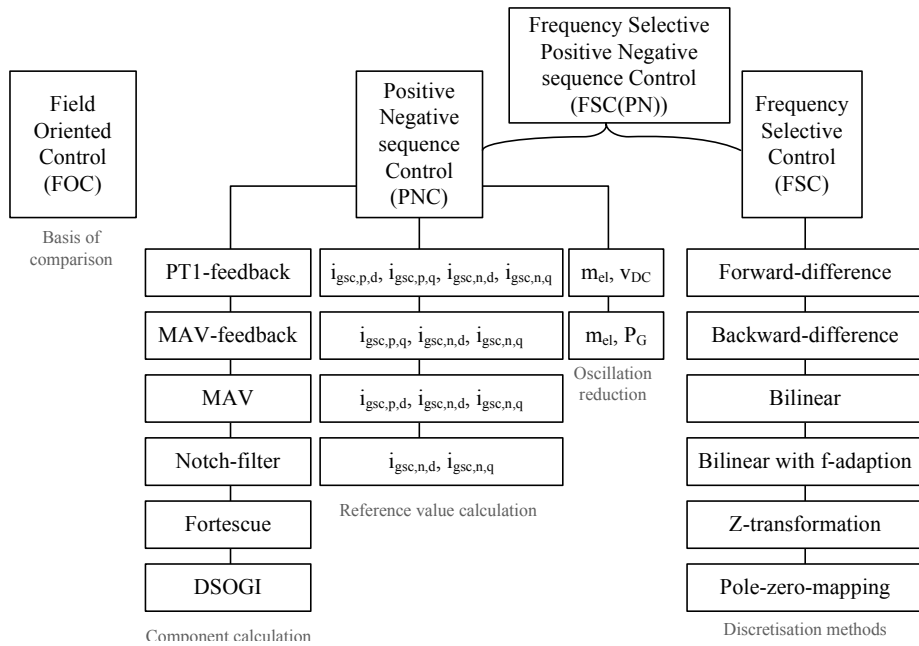 Frequency Selective
Positive Negative
sequence Control
(FSC(PN))
Field
Oriented
Control
(FOC)
Basis of
comparison
Positive
Negative
sequence
Control
(PNC)
Frequency
Selective
Control
(FSC)
PT1-feedback
MAV-feedback
MAV
Notch-filter
Fortescue
DSOGI
Component calculation
i_gsc,p,d, i_gsc,p,q, i_gsc,n,d, i_gsc,n,q
i_gsc,p,q, i_gsc,n,d, i_gsc,n,q
i_gsc,p,d, i_gsc,n,d, i_gsc,n,q
i_gsc,n,d, i_gsc,n,q
Reference value calculation
m_el, v_DC
m_el, P_G
Oscillation
reduction
Forward-difference
Backward-difference
Bilinear
Bilinear with f-adaption
Z-transformation
Pole-zero-mapping
Discretisation methods